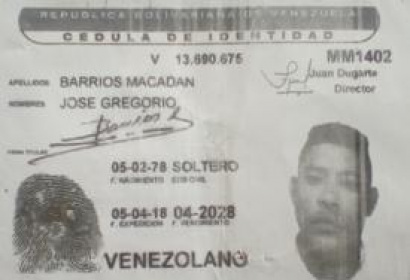 REPUBLICA BOLIVARIANA DE VENEZUELA
CEDULA DE IDENTIDAD
V 13.690.675
MM1402
Juan Dugarte
Director
APELLIDOS BARRIOS MACADAN
NOMBRES JOSE GREGORIO
FIRMA TITULAR
05-02-78 SOLTERO
F. NACIMIENTO EDO CIVIL
05-04-18 04-2028
F. EXPEDICION F. VENCIMIENTO
VENEZOLANO